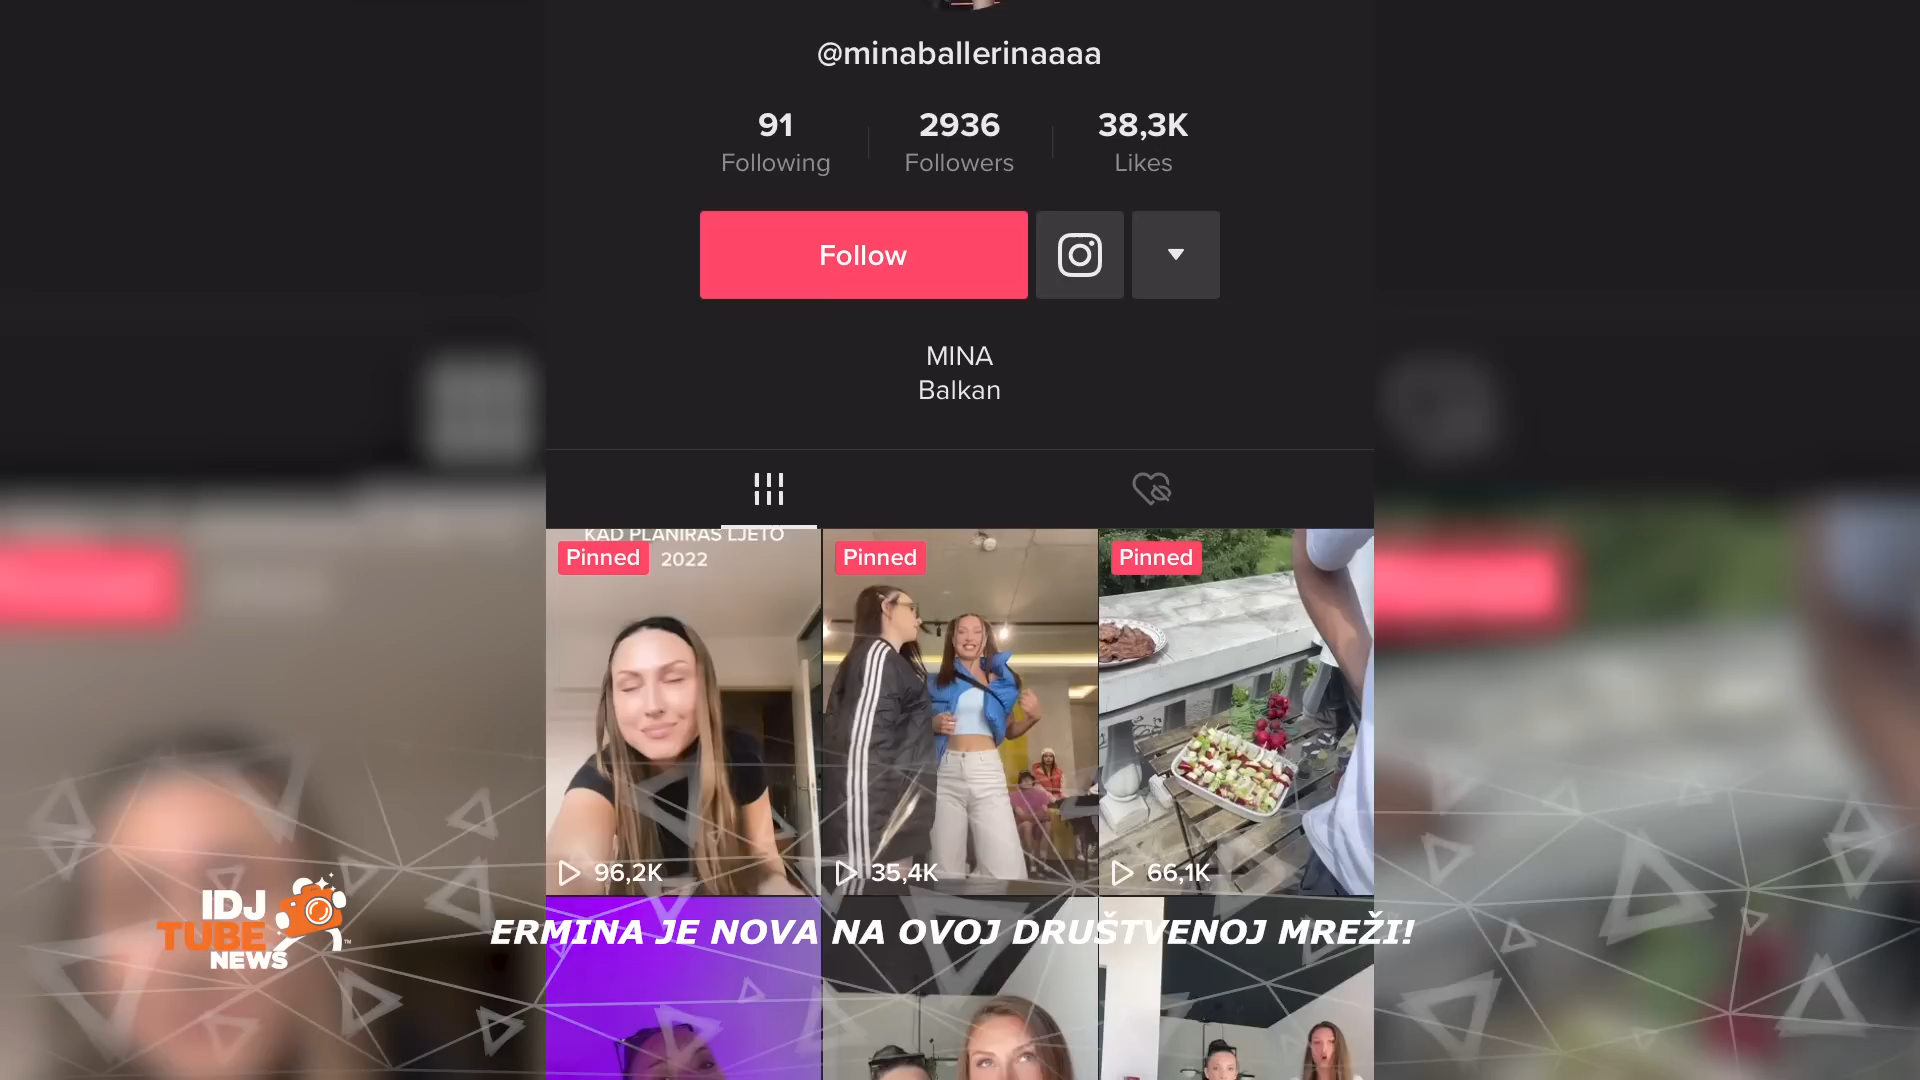 @minaballerinaaaa
91 2936 38,3K
Following Followers Likes
Follow
MINA
Balkan
KAD PLANIRAŠ LJETO
2022
Pinned Pinned Pinned
96,2K 35,4K 66,1K
IDJ
TUBE
NEWS
ERMINA JE NOVA NA OVOJ DRUŠTVENOJ MREŽI!